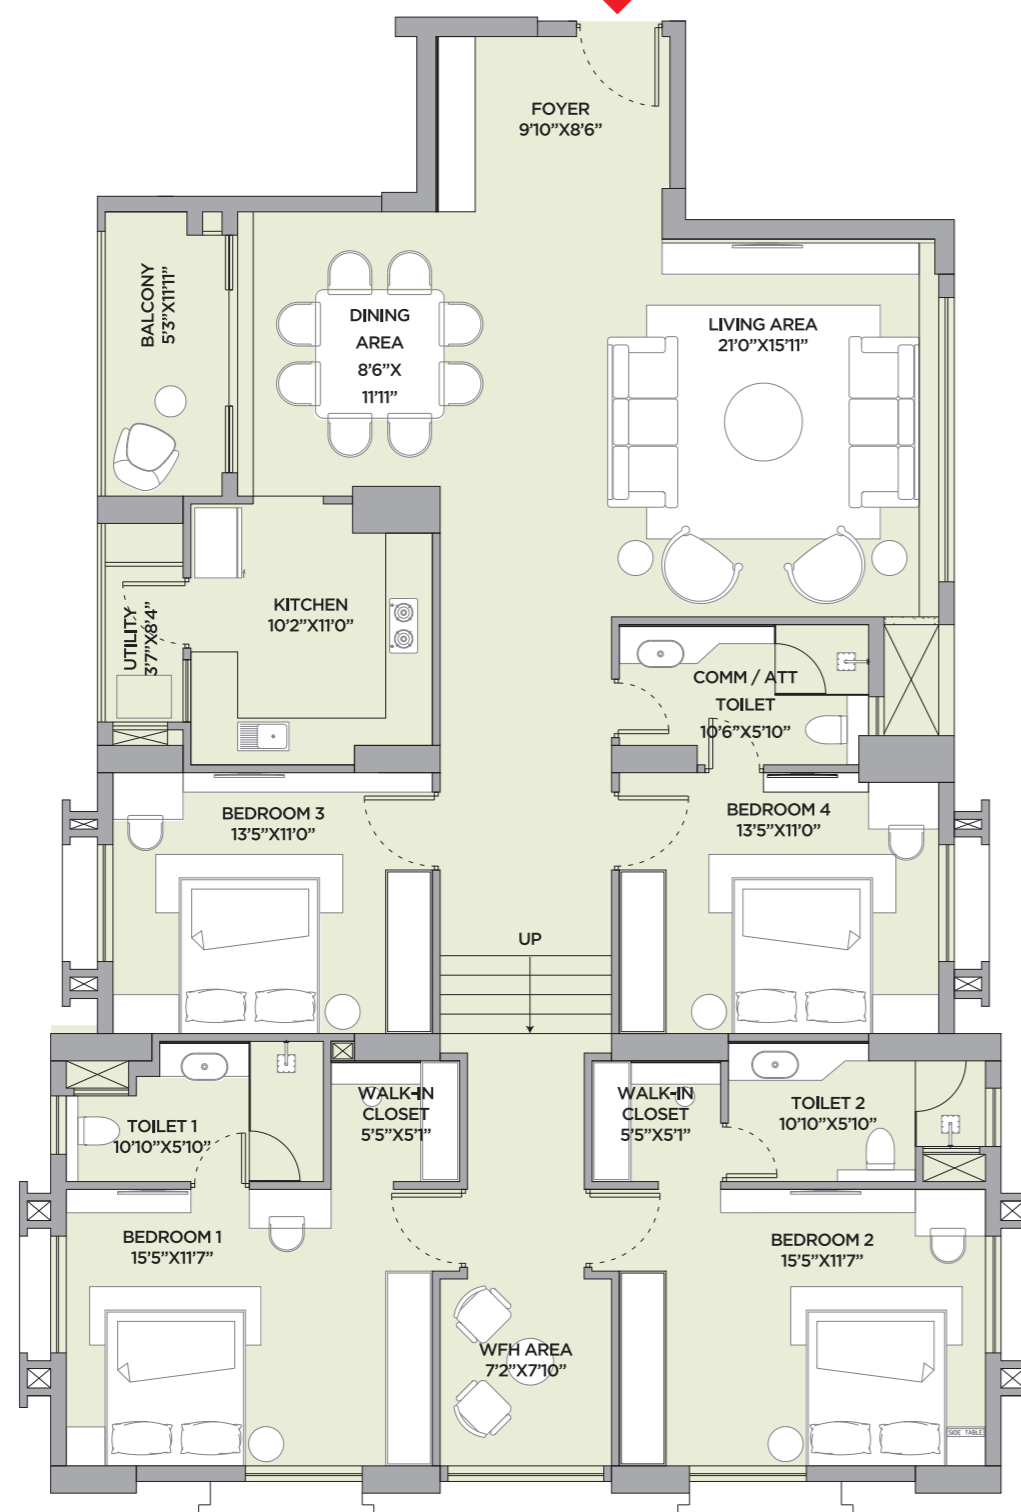 FOYER
9'10"X8'6"
BALCONY
5'3"X11'11"
DINING
AREA
8'6"X
11'11"
LIVING AREA
21'0"X15'11"
UTILITY
3'7"X8'4"
KITCHEN
10'2"X11'0"
COMM / ATT
TOILET
10'6"X5'10"
BEDROOM 3
13'5"X11'0"
BEDROOM 4
13'5"X11'0"
UP
TOILET 1
10'10"X5'10"
WALK-IN
CLOSET
5'5"X5'1"
WALK-IN
CLOSET
5'5"X5'1"
TOILET 2
10'10"X5'10"
BEDROOM 1
15'5"X11'7"
BEDROOM 2
15'5"X11'7"
WFH AREA
7'2"X7'10"
SIDE TABLE